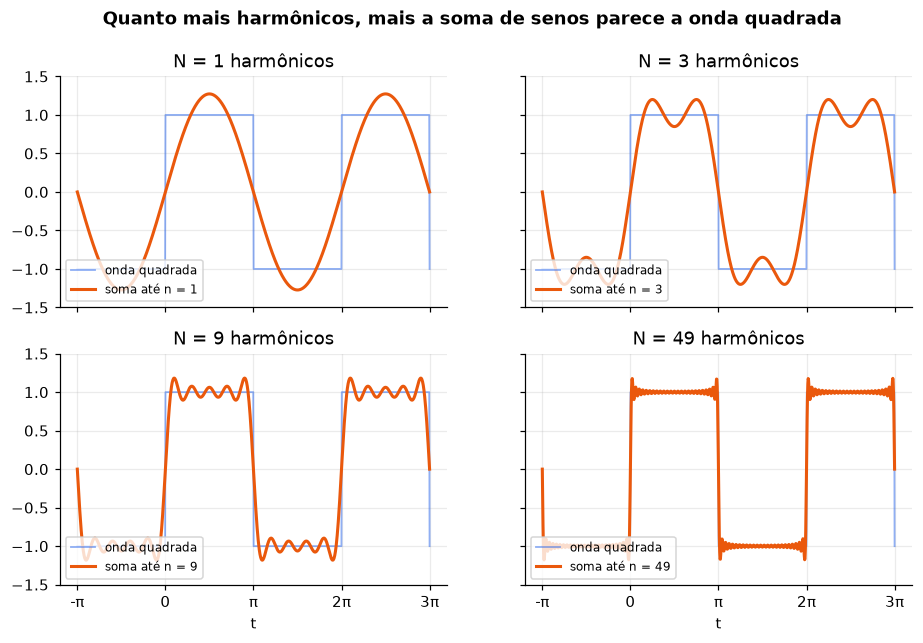 Quanto mais harmônicos, mais a soma de senos parece a onda quadrada
N = 1 harmônicos
1.5
1.0
0.5
0.0
−0.5
−1.0
−1.5
onda quadrada
soma até n = 1
N = 3 harmônicos
onda quadrada
soma até n = 3
N = 9 harmônicos
1.5
1.0
0.5
0.0
−0.5
−1.0
−1.5
onda quadrada
soma até n = 9
-π 0 π 2π 3π
t
N = 49 harmônicos
onda quadrada
soma até n = 49
-π 0 π 2π 3π
t